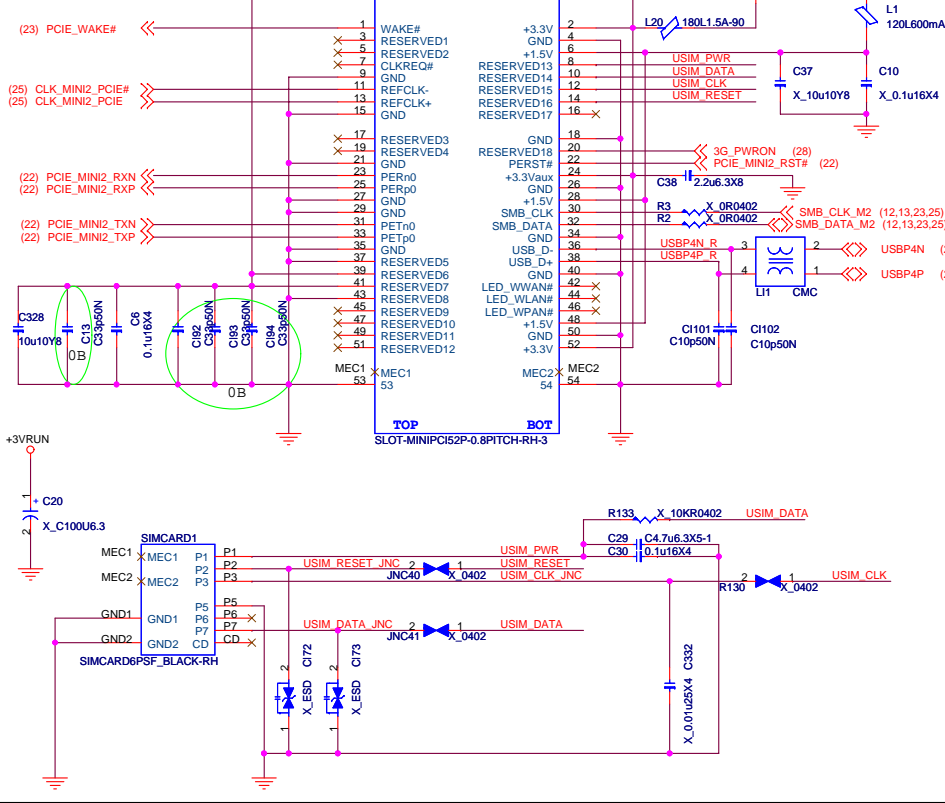 L20 180L1.5A-90
L1
120L600mA
(23) PCIE_WAKE# 1 WAKE# +3.3V 2
3 RESERVED1 GND 4
5 RESERVED2 +1.5V 6
7 CLKREQ# RESERVED13 8 USIM_PWR
9 GND RESERVED14 10 USIM_DATA
(25) CLK_MINI2_PCIE# 11 REFCLK- RESERVED15 12 USIM_CLK
(25) CLK_MINI2_PCIE 13 REFCLK+ RESERVED16 14 USIM_RESET
15 GND RESERVED17 16
C37
X_10u10Y8
C10
X_0.1u16X4
17 RESERVED3 GND 18
19 RESERVED4 RESERVED18 20 3G_PWRON (28)
21 GND PERST# 22 PCIE_MINI2_RST# (22)
(22) PCIE_MINI2_RXN 23 PERn0 +3.3Vaux 24 C38 2.2u6.3X8
(22) PCIE_MINI2_RXP 25 PERp0 GND 26
27 GND +1.5V 28
29 GND SMB_CLK 30 R3 X_0R0402 SMB_CLK_M2 (12,13,23,25)
(22) PCIE_MINI2_TXN 31 PETn0 SMB_DATA 32 R2 X_0R0402 SMB_DATA_M2 (12,13,23,25)
(22) PCIE_MINI2_TXP 33 PETp0 GND 34
35 GND USB_D- 36 USBP4N_R 3 2 USBP4N
37 RESERVED5 USB_D+ 38 USBP4P_R
39 RESERVED6 GND 40 4 1 USBP4P
41 RESERVED7 LED_WWAN# 42
43 RESERVED8 LED_WLAN# 44
45 RESERVED9 LED_WPAN# 46
47 RESERVED10 +1.5V 48
49 RESERVED11 GND 50
51 RESERVED12 +3.3V 52
LI1 CMC
C328
10u10Y8
C13
C33p50N
0B
C6
0.1u16X4
CI92
C33p50N
CI93
C33p50N
CI94
C33p50N
0B
CI101
C10p50N
CI102
C10p50N
MEC1 MEC1 MEC2 MEC2
53 53 54 54
TOP BOT
SLOT-MINIPCI52P-0.8PITCH-RH-3
+3VRUN
1 + C20
2 X_C100U6.3
SIMCARD1
MEC1 MEC1 P1 P1 USIM_PWR
P2 P2 USIM_RESET_JNC 2 1 USIM_RESET
JNC40 X_0402
MEC2 MEC2 P3 P3 USIM_CLK_JNC
P5 P5
GND1 GND1 P6 P6
P7 P7 USIM_DATA_JNC 2 1 USIM_DATA
JNC41 X_0402
GND2 GND2 CD CD
SIMCARD6PSF_BLACK-RH
R133 X_10KR0402 USIM_DATA
C29 C4.7u6.3X5-1
C30 0.1u16X4
2 1 USIM_CLK
R130 X_0402
2 CI72
X_ESD
1
2 CI73
X_ESD
1
C332
X_0.01u25X4